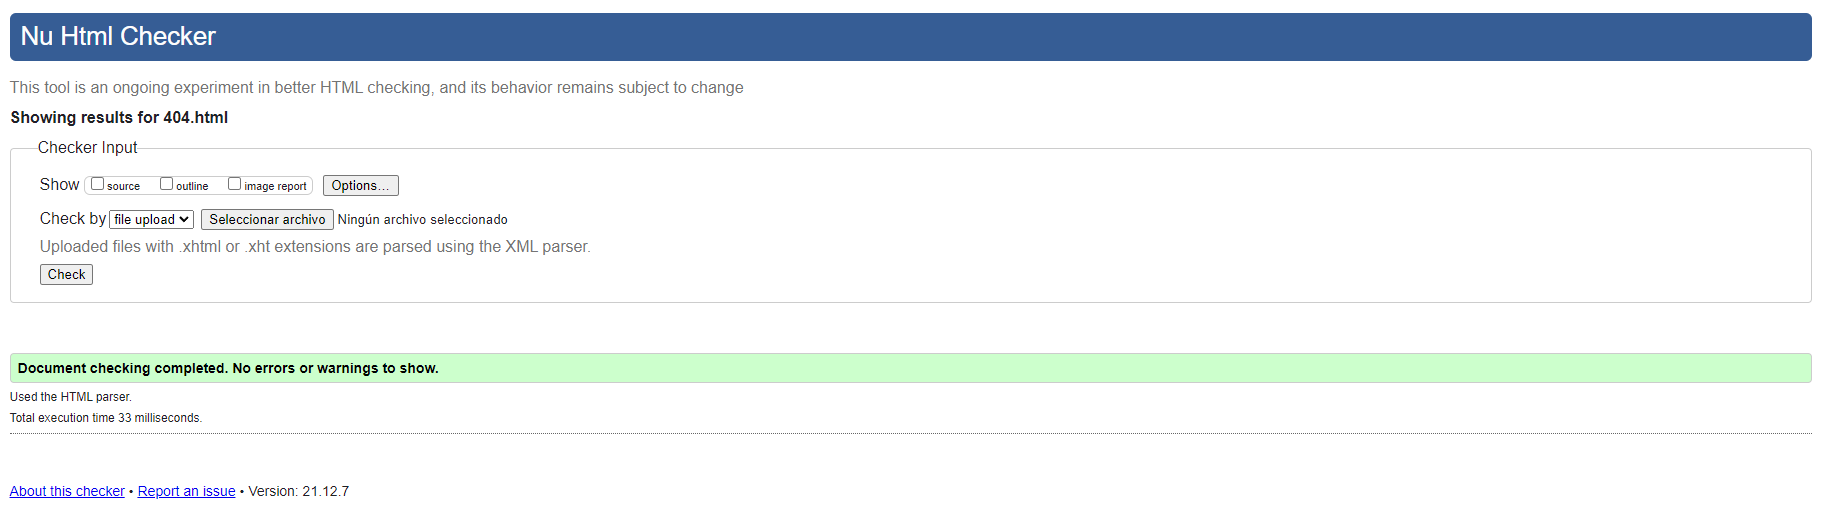 Nu Html Checker
This tool is an ongoing experiment in better HTML checking, and its behavior remains subject to change
Showing results for 404.html
Checker Input
Show source outline image report Options...
Check by file upload Seleccionar archivo Ningún archivo seleccionado
Uploaded files with .xhtml or .xht extensions are parsed using the XML parser.
Check
Document checking completed. No errors or warnings to show.
Used the HTML parser.
Total execution time 33 milliseconds.
About this checker • Report an issue • Version: 21.12.7